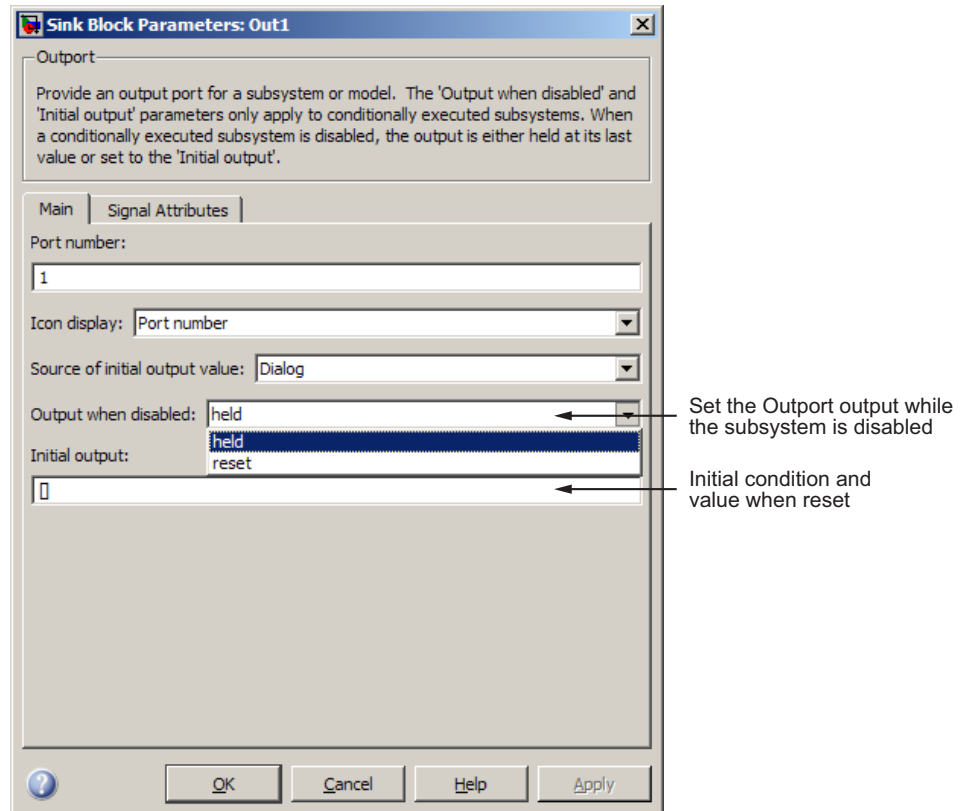 Sink Block Parameters: Out1
Outport
Provide an output port for a subsystem or model. The 'Output when disabled' and
'Initial output' parameters only apply to conditionally executed subsystems. When
a conditionally executed subsystem is disabled, the output is either held at its last
value or set to the 'Initial output'.
Main Signal Attributes
Port number:
1
Icon display: Port number
Source of initial output value: Dialog
Output when disabled: held
held
reset
Initial output:
[]
Set the Outport output while
the subsystem is disabled
Initial condition and
value when reset
? OK Cancel Help Apply